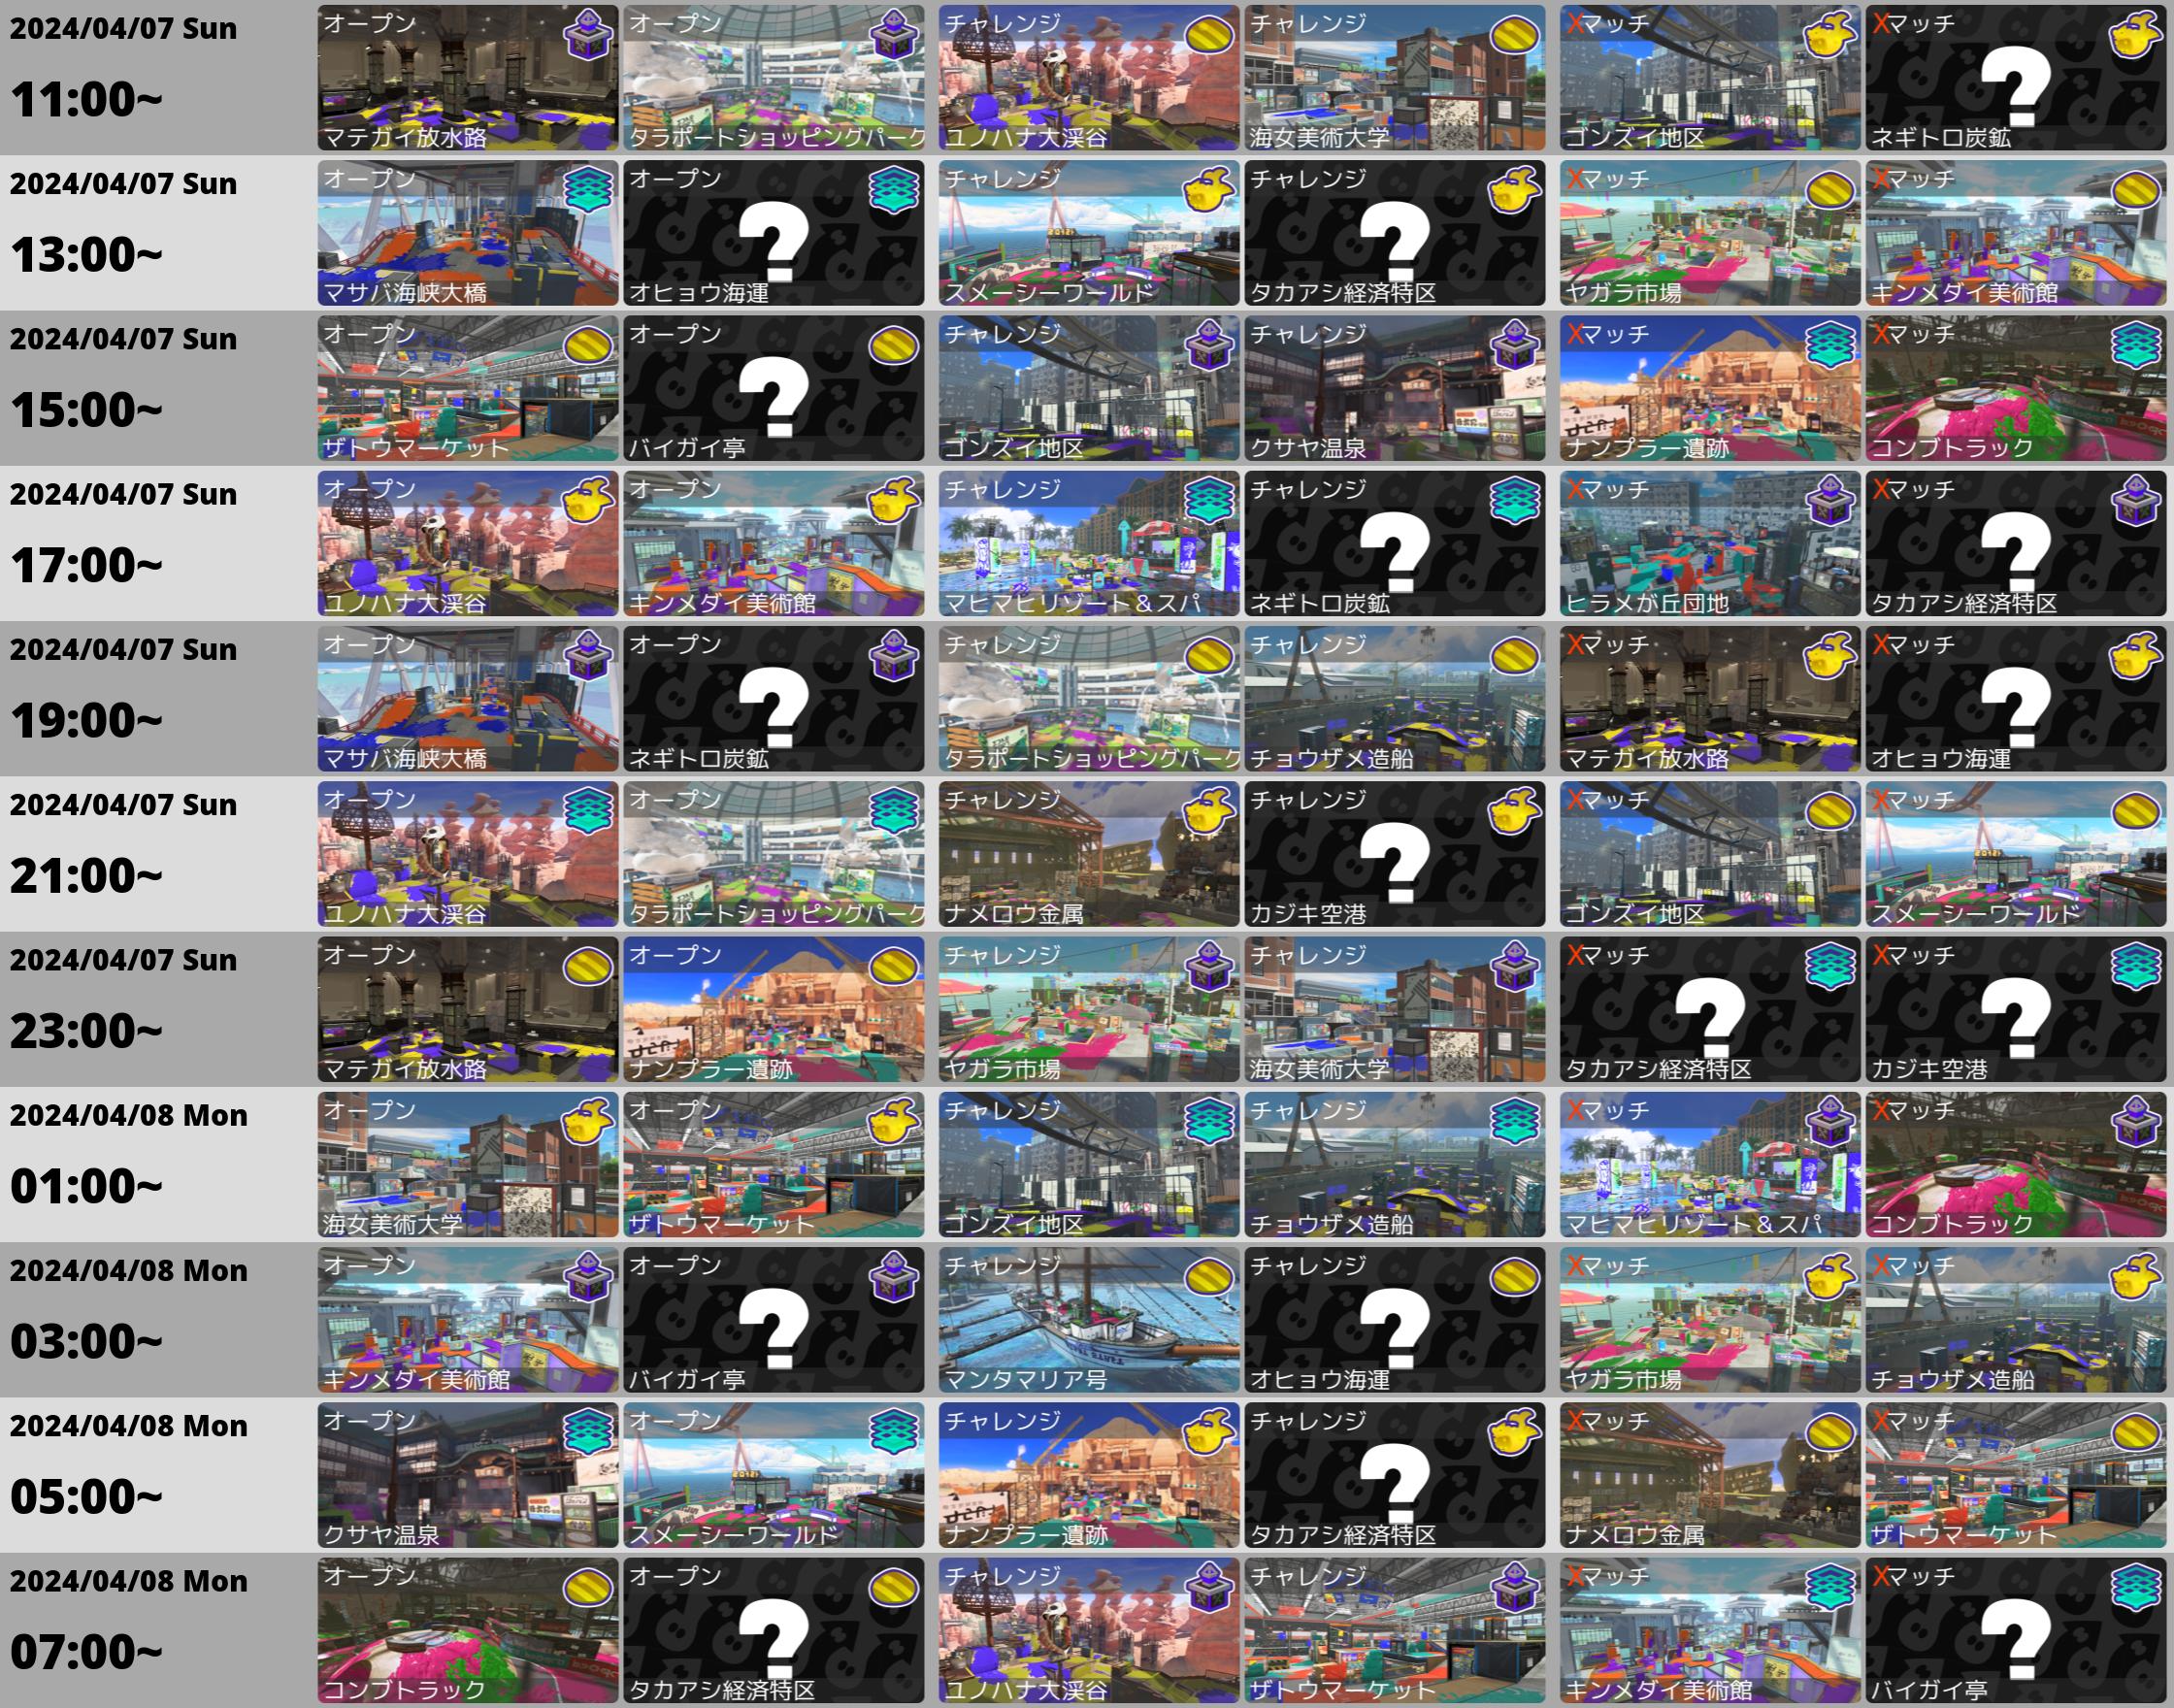 2024/04/07 Sun
11:00~
オープン
マテガイ放水路
オープン
タラポートショッピングパーク
チャレンジ
ユノハナ大渓谷
チャレンジ
海女美術大学
Xマッチ
ゴンズイ地区
Xマッチ
ネギトロ炭鉱
2024/04/07 Sun
13:00~
オープン
マサバ海峡大橋
オープン
オヒョウ海運
チャレンジ
スメーシーワールド
チャレンジ
タカアシ経済特区
Xマッチ
ヤガラ市場
Xマッチ
キンメダイ美術館
2024/04/07 Sun
15:00~
オープン
ザトウマーケット
オープン
バイガイ亭
チャレンジ
ゴンズイ地区
チャレンジ
クサヤ温泉
Xマッチ
ナンプラー遺跡
Xマッチ
コンブトラック
2024/04/07 Sun
17:00~
オープン
ユノハナ大渓谷
オープン
キンメダイ美術館
チャレンジ
マヒマヒリゾート＆スパ
チャレンジ
ネギトロ炭鉱
Xマッチ
ヒラメが丘団地
Xマッチ
タカアシ経済特区
2024/04/07 Sun
19:00~
オープン
マサバ海峡大橋
オープン
ネギトロ炭鉱
チャレンジ
タラポートショッピングパーク
チャレンジ
チョウザメ造船
Xマッチ
マテガイ放水路
Xマッチ
オヒョウ海運
2024/04/07 Sun
21:00~
オープン
ユノハナ大渓谷
オープン
タラポートショッピングパーク
チャレンジ
ナメロウ金属
チャレンジ
カジキ空港
Xマッチ
ゴンズイ地区
Xマッチ
スメーシーワールド
2024/04/07 Sun
23:00~
オープン
マテガイ放水路
オープン
ナンプラー遺跡
チャレンジ
ヤガラ市場
チャレンジ
海女美術大学
Xマッチ
タカアシ経済特区
Xマッチ
カジキ空港
2024/04/08 Mon
01:00~
オープン
海女美術大学
オープン
ザトウマーケット
チャレンジ
ゴンズイ地区
チャレンジ
チョウザメ造船
Xマッチ
マヒマヒリゾート＆スパ
Xマッチ
コンブトラック
2024/04/08 Mon
03:00~
オープン
キンメダイ美術館
オープン
バイガイ亭
チャレンジ
マンタマリア号
チャレンジ
オヒョウ海運
Xマッチ
ヤガラ市場
Xマッチ
チョウザメ造船
2024/04/08 Mon
05:00~
オープン
クサヤ温泉
オープン
スメーシーワールド
チャレンジ
ナンプラー遺跡
チャレンジ
タカアシ経済特区
Xマッチ
ナメロウ金属
Xマッチ
ザトウマーケット
2024/04/08 Mon
07:00~
オープン
コンブトラック
オープン
タカアシ経済特区
チャレンジ
ユノハナ大渓谷
チャレンジ
ザトウマーケット
Xマッチ
キンメダイ美術館
Xマッチ
バイガイ亭